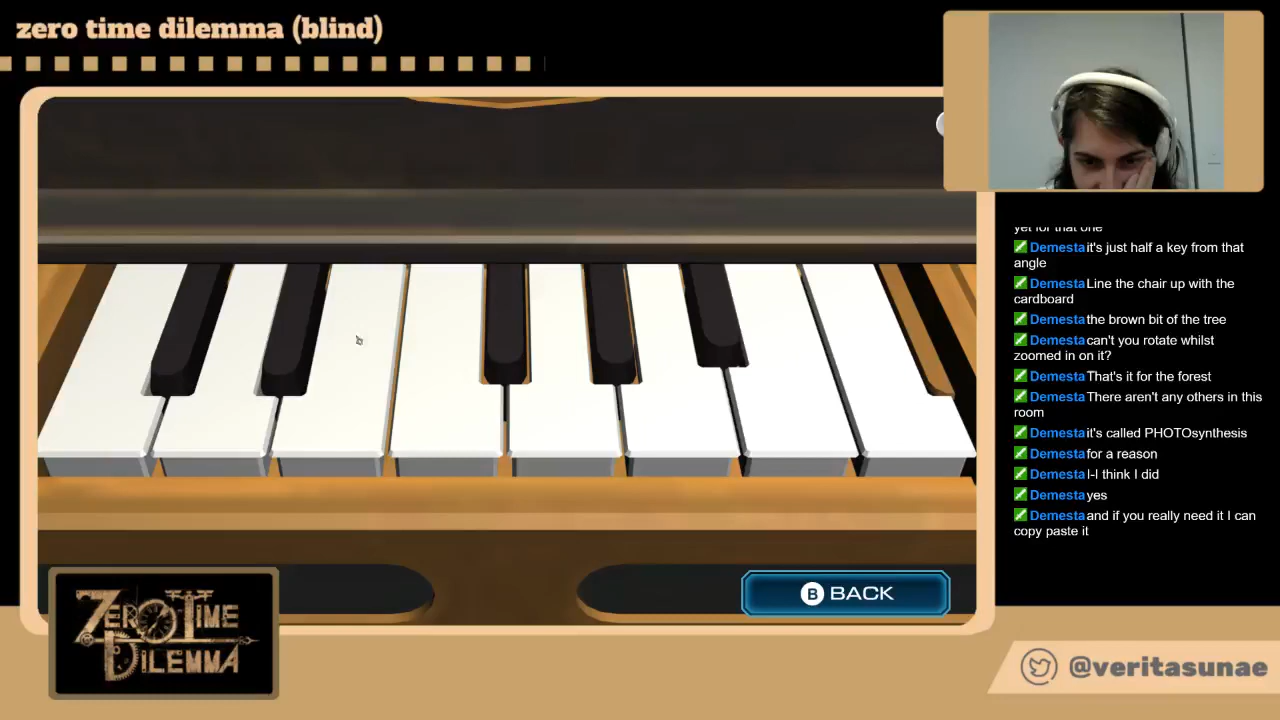 zero time dilemma (blind)
yet for that one
Demesta it's just half a key from that
angle
Demesta Line the chair up with the
cardboard
Demesta the brown bit of the tree
Demesta can't you rotate whilst
zoomed in on it?
Demesta That's it for the forest
Demesta There aren't any others in this
room
Demesta it's called PHOTOsynthesis
Demesta for a reason
Demesta I-I think I did
Demesta yes
Demesta and if you really need it I can
copy paste it
B BACK
ZERO TIME
DILEMMA
@veritasunae